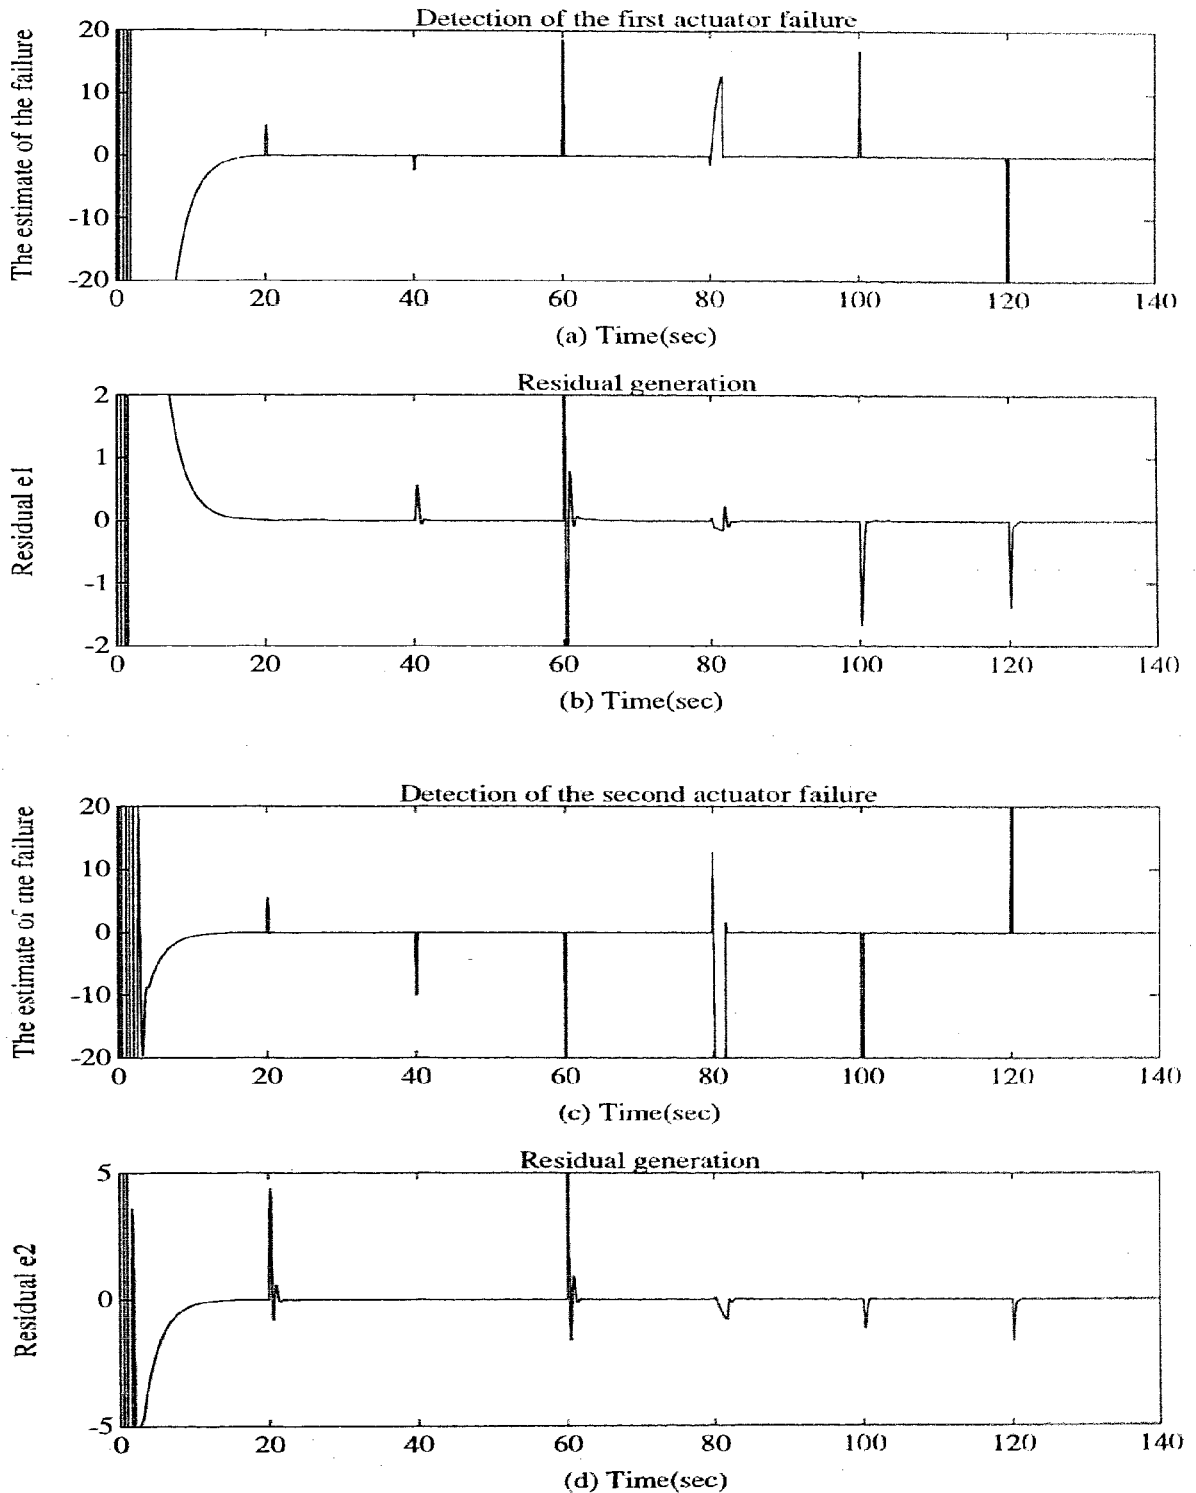 Detection of the first actuator failure
The estimate of the failure
20
10
0
-10
-20
0 20 40 60 80 100 120 140
(a) Time(sec)
Residual generation
Residual e1
2
1
0
-1
-2
0 20 40 60 80 100 120 140
(b) Time(sec)
Detection of the second actuator failure
The estimate of the failure
20
10
0
-10
-20
0 20 40 60 80 100 120 140
(c) Time(sec)
Residual generation
Residual e2
5
0
-5
0 20 40 60 80 100 120 140
(d) Time(sec)